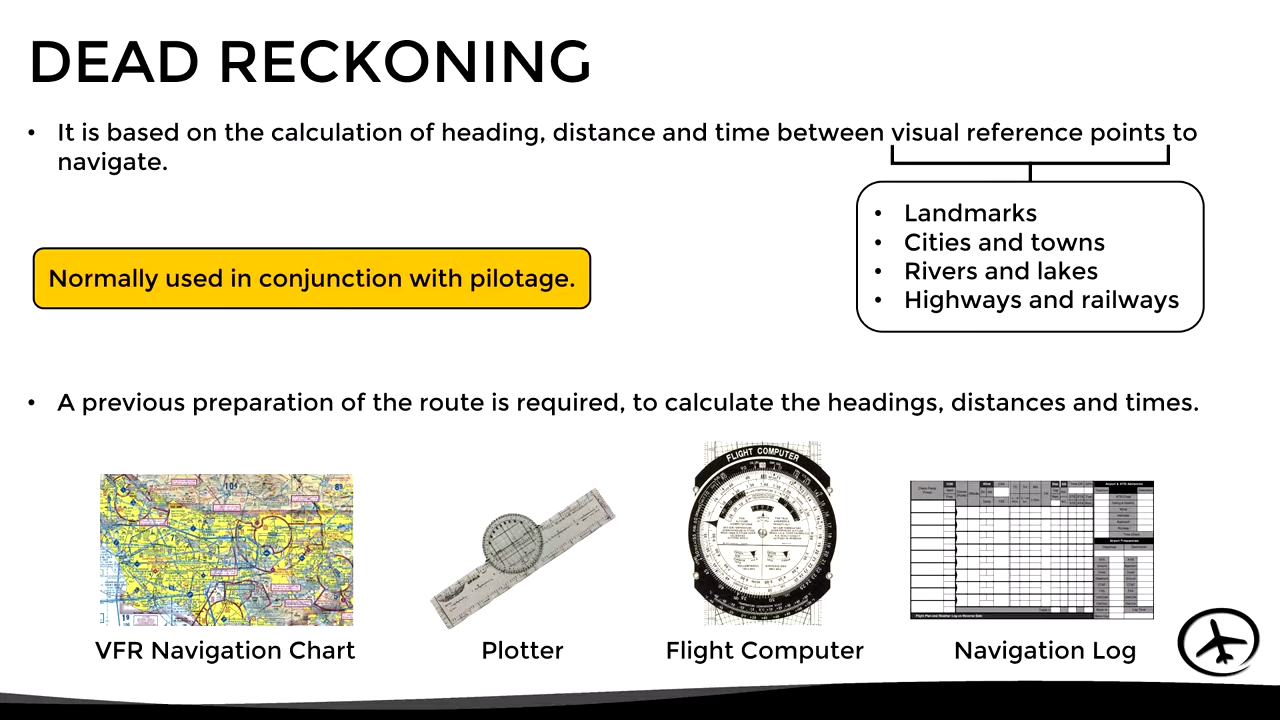 DEAD RECKONING
• It is based on the calculation of heading, distance and time between visual reference points to
navigate.
• Landmarks
• Cities and towns
• Rivers and lakes
• Highways and railways
Normally used in conjunction with pilotage.
• A previous preparation of the route is required, to calculate the headings, distances and times.
FLIGHT COMPUTER
VFR Navigation Chart
Plotter
Flight Computer
Navigation Log